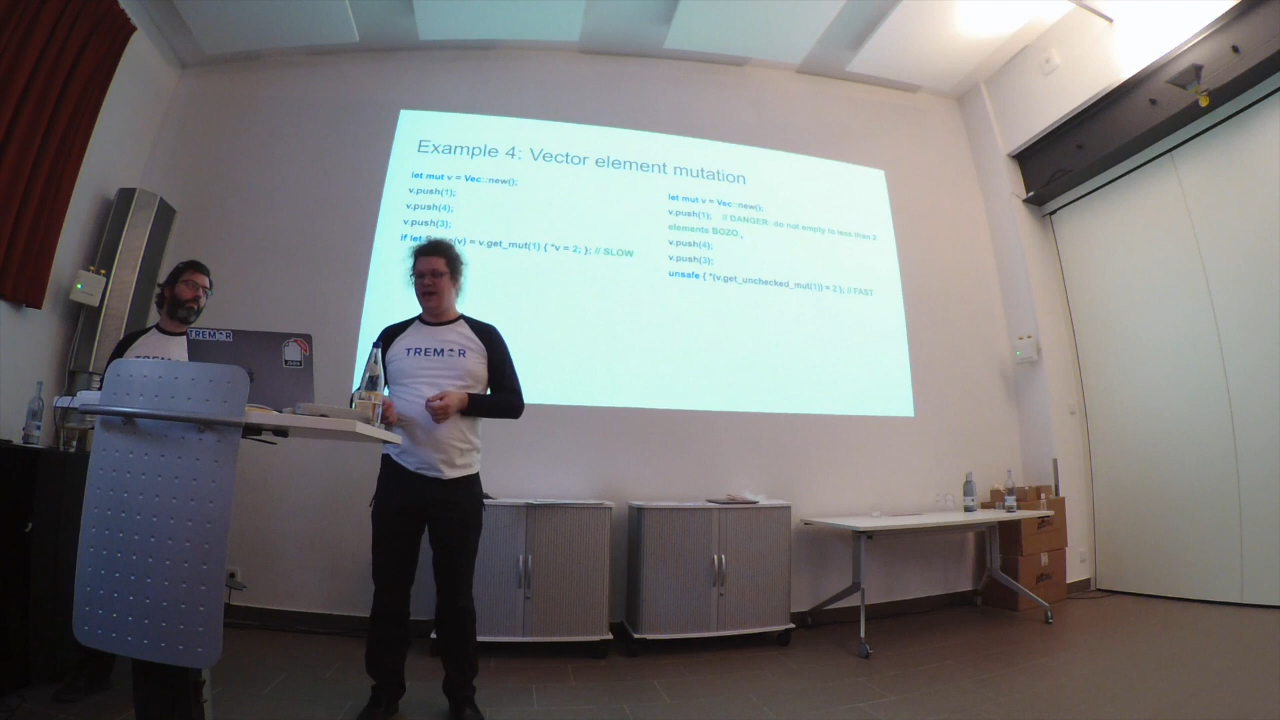 Example 4: Vector element mutation
let mut v = Vec::new();
v.push(1);
v.push(4);
v.push(3);
if let Some(v) = v.get_mut(1) { *v = 2; }; // SLOW
let mut v = Vec::new();
v.push(1); // DANGER: do not empty to less than 2
elements BOZO
v.push(4);
v.push(3);
unsafe { *(v.get_unchecked_mut(1)) = 2 }; // FAST
TREMOR
TREMOR
TREMOR